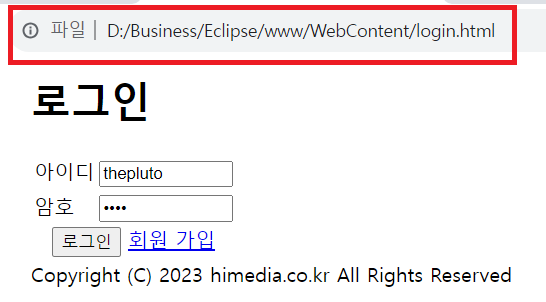 파일 | D:/Business/Eclipse/www/WebContent/login.html
로그인
아이디 thepluto
암호 ••••
로그인 회원 가입
Copyright (C) 2023 himedia.co.kr All Rights Reserved